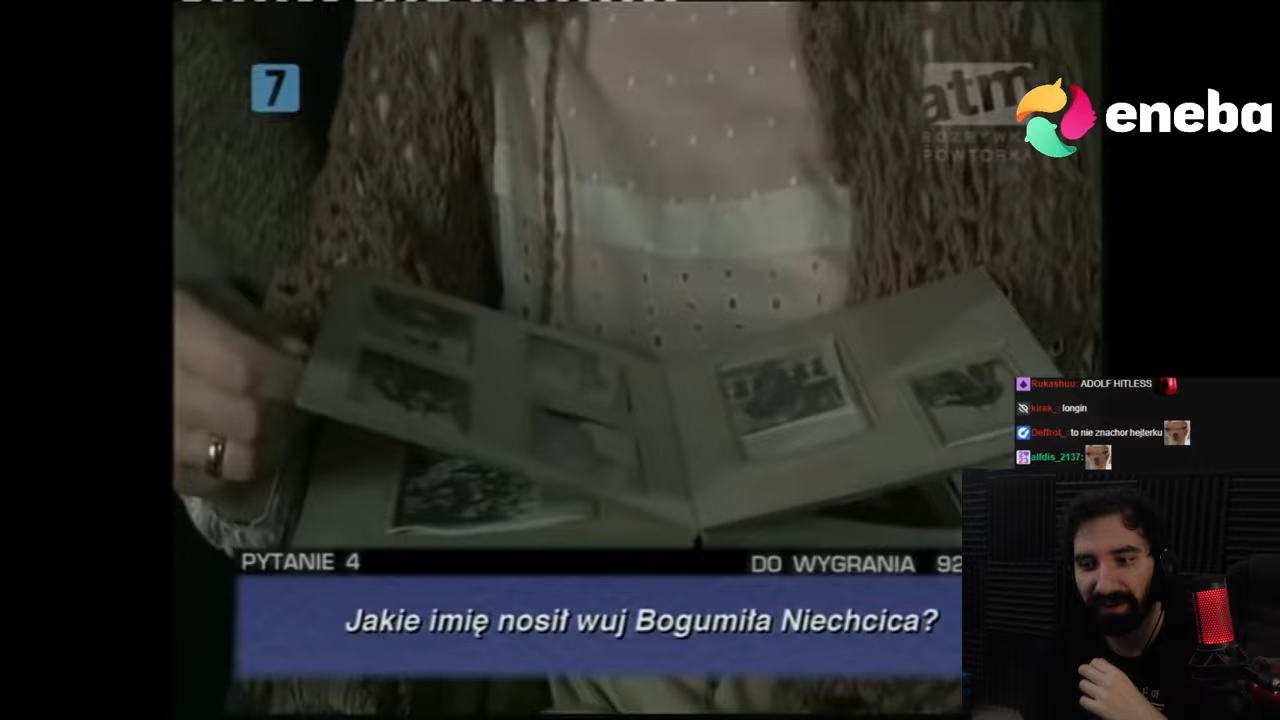 7
atm
ROZRYWKA
POWTÓRKA
eneba
Rukashuu: ADOLF HITLESS
kirek_: longin
Deffrot_: to nie znachor hejterku
alfdis_2137:
PYTANIE 4
DO WYGRANIA 92
Jakie imię nosił wuj Bogumiła Niechcica?